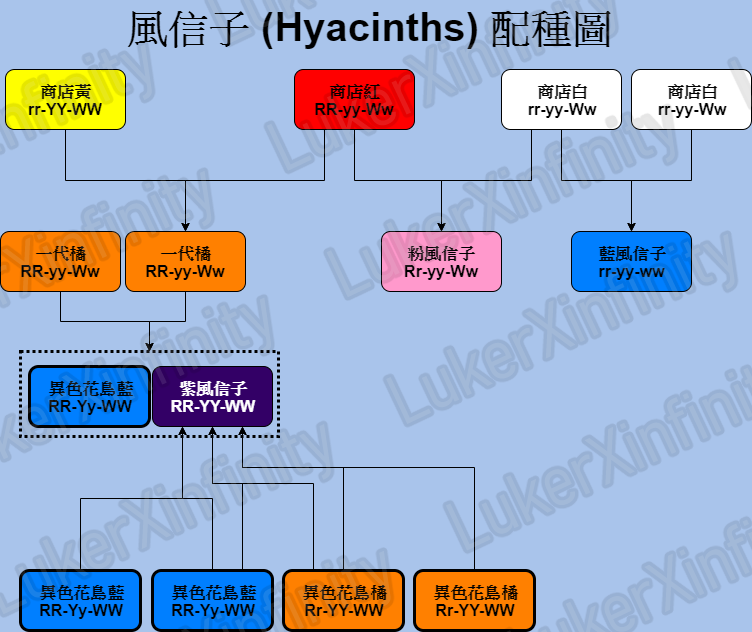 風信子 (Hyacinths) 配種圖
商店黃
rr-YY-WW
商店紅
RR-yy-Ww
商店白
rr-yy-Ww
商店白
rr-yy-Ww
一代橘
RR-yy-Ww
一代橘
RR-yy-Ww
粉風信子
Rr-yy-Ww
藍風信子
rr-yy-ww
異色花島藍
RR-Yy-WW
紫風信子
RR-YY-WW
異色花島藍
RR-Yy-WW
異色花島藍
RR-Yy-WW
異色花島橘
Rr-YY-WW
異色花島橘
Rr-YY-WW
LukerXinfinity